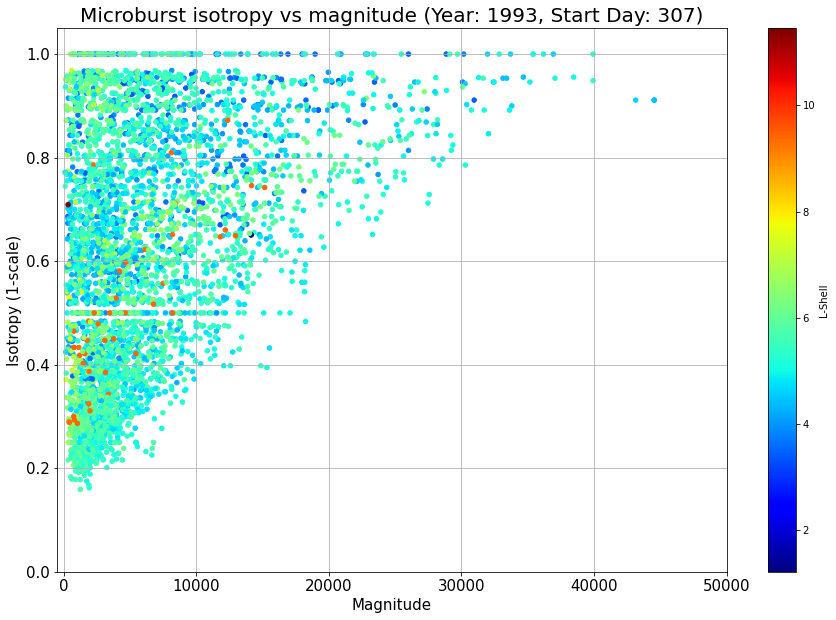 Microburst isotropy vs magnitude (Year: 1993, Start Day: 307)
1.0
0.8
0.6
0.4
0.2
0.0
Isotropy (1-scale)
0 10000 20000 30000 40000 50000
Magnitude
10
8
6
4
2
L-Shell